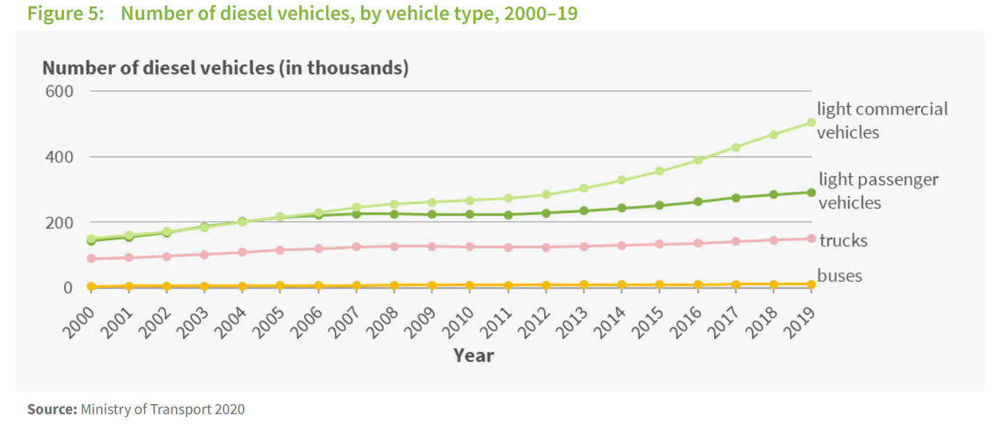 Figure 5: Number of diesel vehicles, by vehicle type, 2000–19
Number of diesel vehicles (in thousands)
600
light commercial
vehicles
400
light passenger
vehicles
200
trucks
buses
0
2000 2001 2002 2003 2004 2005 2006 2007 2008 2009 2010 2011 2012 2013 2014 2015 2016 2017 2018 2019
Year
Source: Ministry of Transport 2020